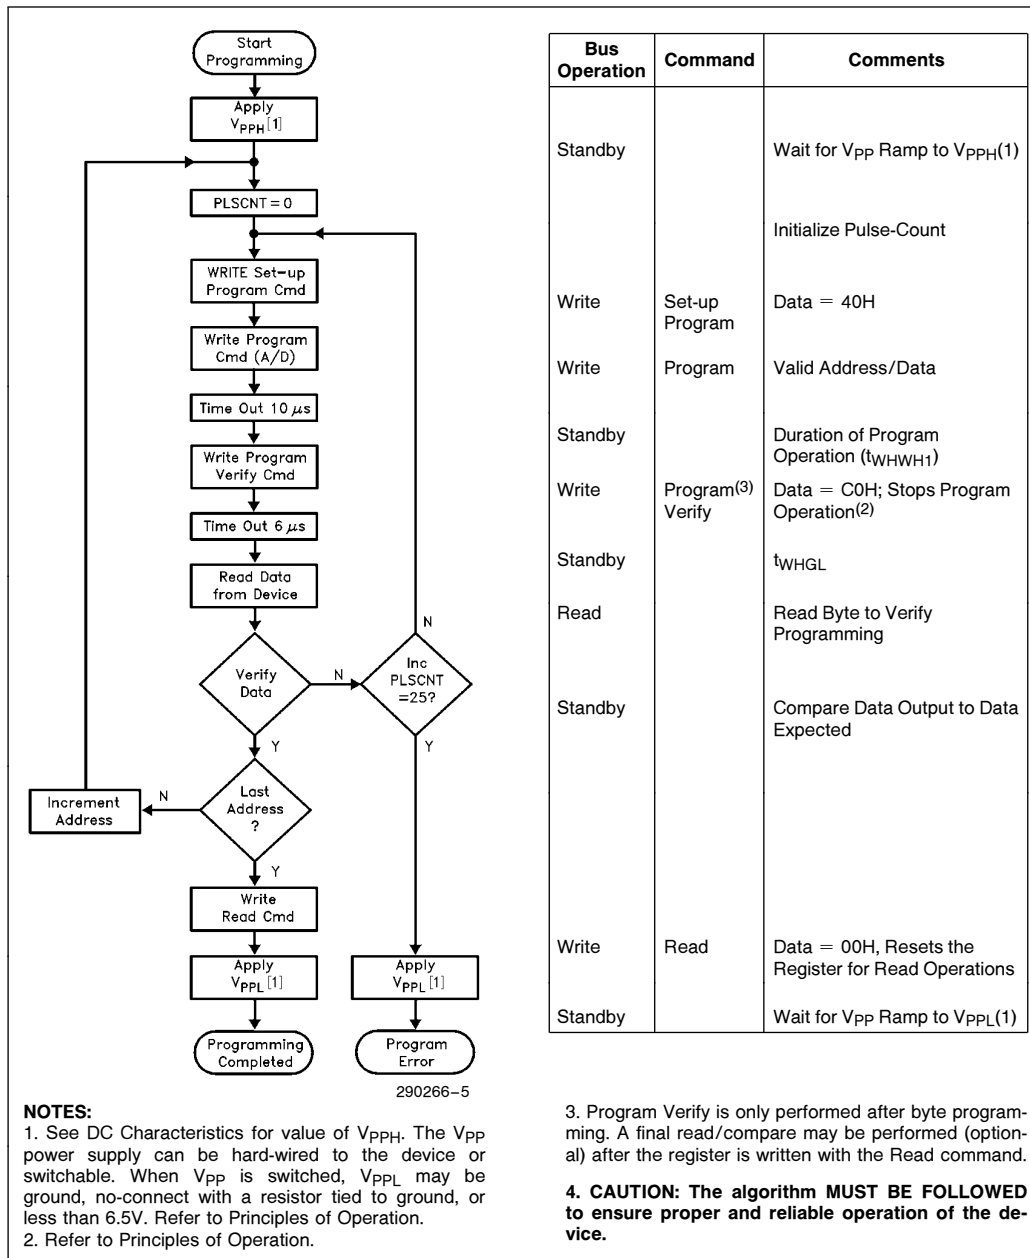 Start
Programming
Apply
VPPH[1]
PLSCNT = 0
WRITE Set-up
Program Cmd
Write Program
Cmd (A/D)
Time Out 10 μs
Write Program
Verify Cmd
Time Out 6 μs
Read Data
from Device
Verify
Data
N
Inc
PLSCNT
=25?
N
Y
Y
Last
Address
?
N
Increment
Address
Y
Write
Read Cmd
Apply
VPPL[1]
Apply
VPPL[1]
Programming
Completed
Program
Error
290266–5
Bus
Operation
Command
Comments
Standby
Wait for VPP Ramp to VPPH(1)
Initialize Pulse-Count
Write
Set-up
Program
Data = 40H
Write
Program
Valid Address/Data
Standby
Duration of Program
Operation (tWHWH1)
Write
Program(3)
Verify
Data = C0H; Stops Program
Operation(2)
Standby
tWHGL
Read
Read Byte to Verify
Programming
Standby
Compare Data Output to Data
Expected
Write
Read
Data = 00H, Resets the
Register for Read Operations
Standby
Wait for VPP Ramp to VPPL(1)
NOTES:
1. See DC Characteristics for value of VPPH. The VPP
power supply can be hard-wired to the device or
switchable. When VPP is switched, VPPL may be
ground, no-connect with a resistor tied to ground, or
less than 6.5V. Refer to Principles of Operation.
2. Refer to Principles of Operation.
3. Program Verify is only performed after byte program-
ming. A final read/compare may be performed (option-
al) after the register is written with the Read command.
4. CAUTION: The algorithm MUST BE FOLLOWED
to ensure proper and reliable operation of the de-
vice.